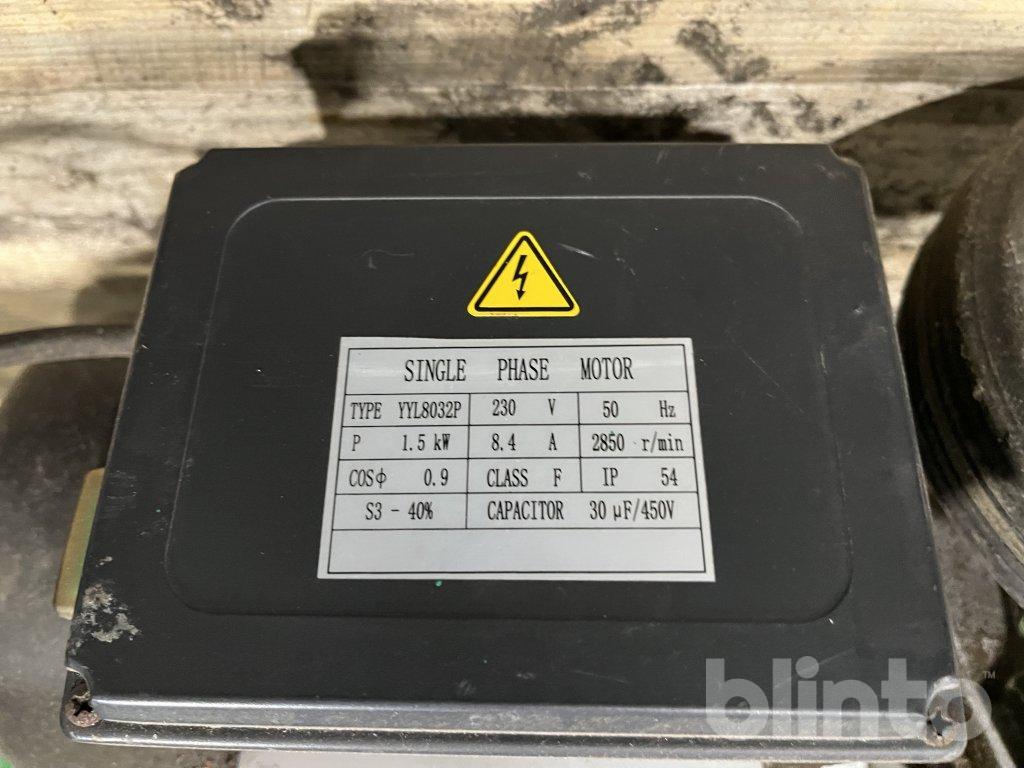 SINGLE PHASE MOTOR
TYPE YYL8032P 230 V 50 Hz
P 1.5 kW 8.4 A 2850 r/min
COSϕ 0.9 CLASS F IP 54
S3 - 40% CAPACITOR 30 μF/450V
blinto™